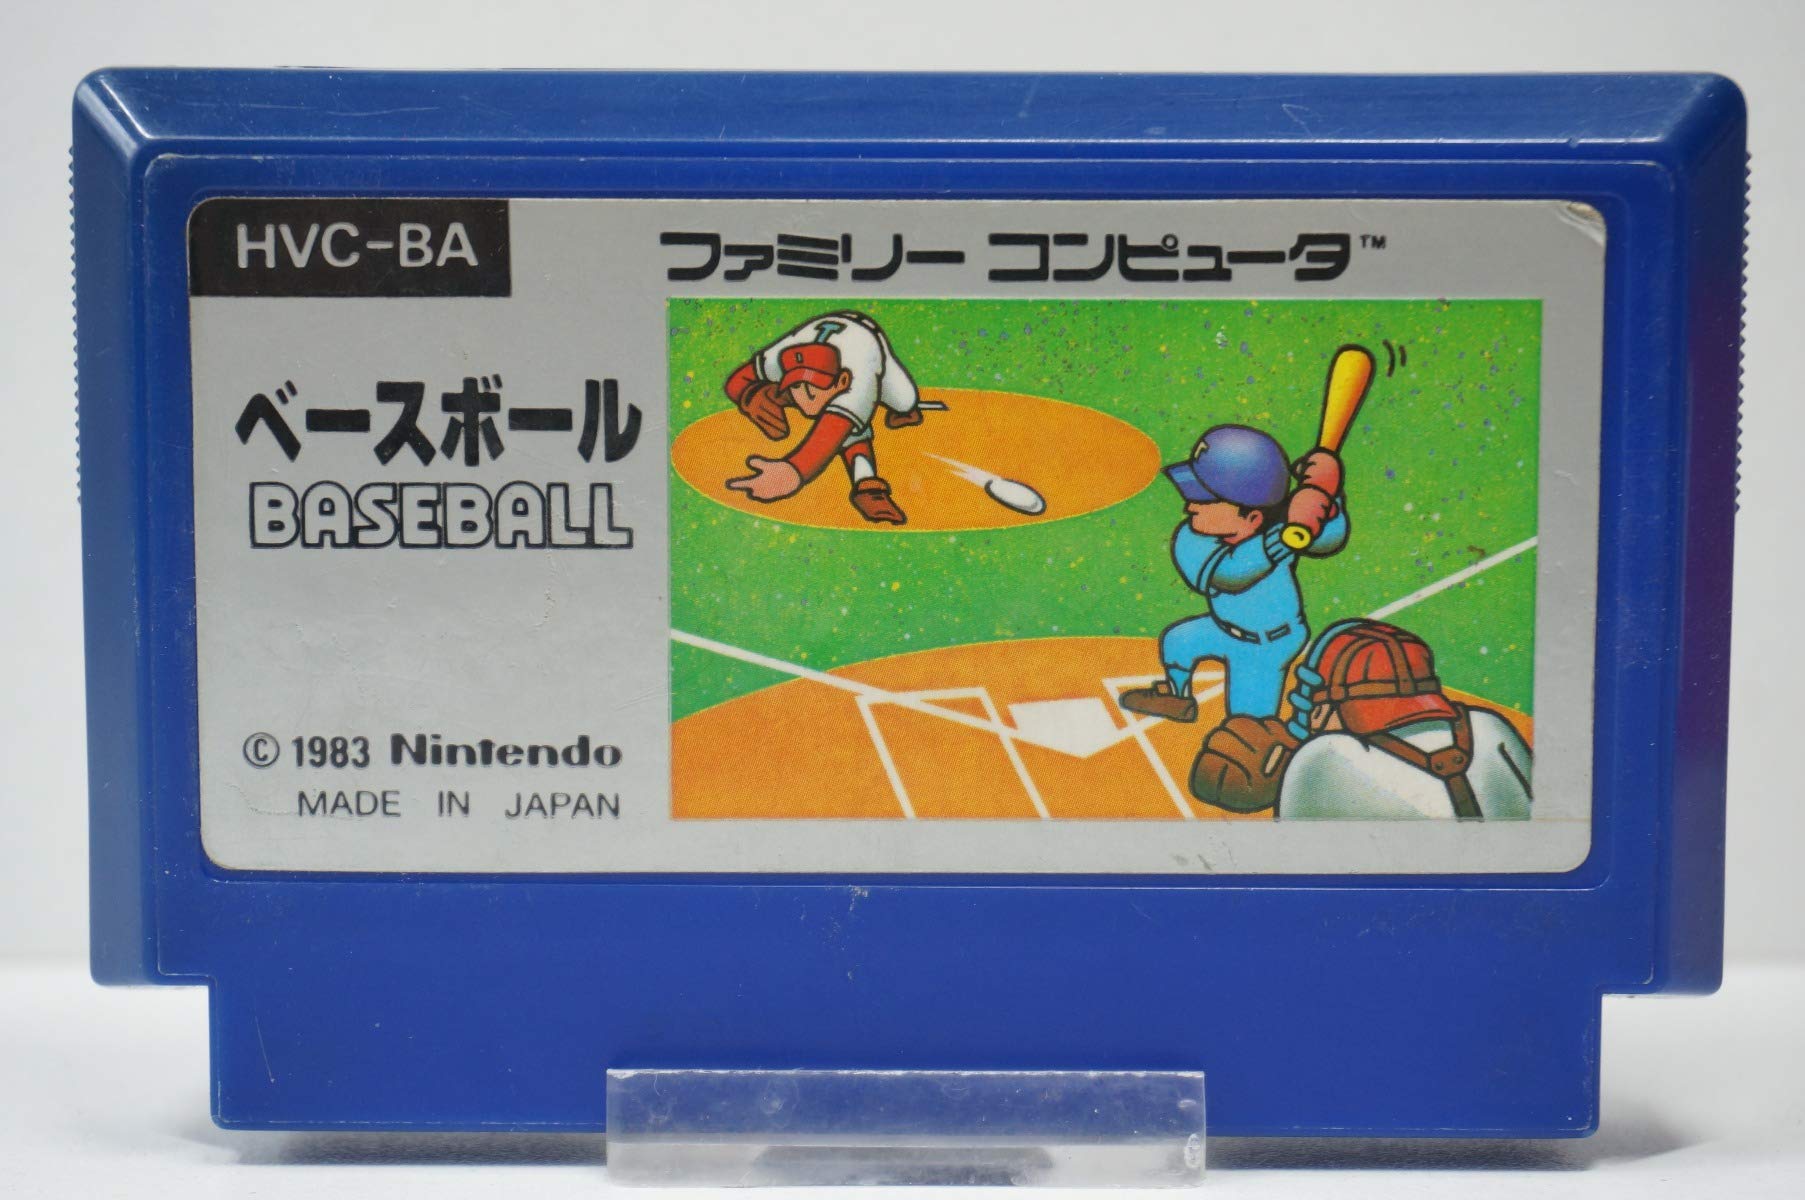 HVC-BA
ファミリー コンピュータ™
ベースボール
BASEBALL
© 1983 Nintendo
MADE IN JAPAN